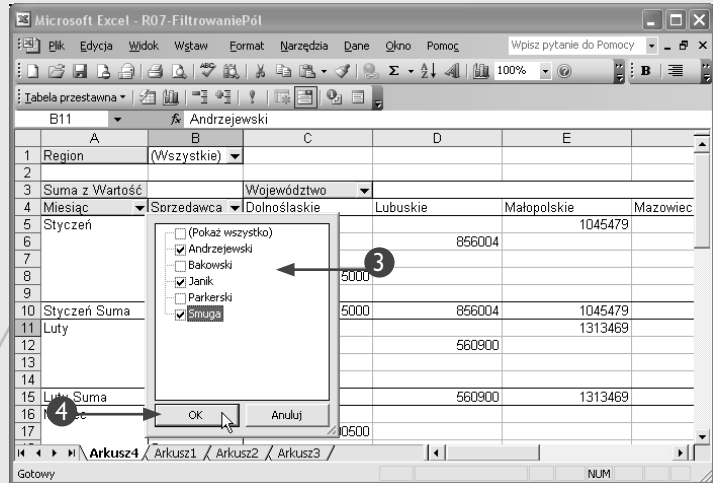 Microsoft Excel - R07-FiltrowaniePól
Plik Edycja Widok Wstaw Format Narzędzia Dane Okno Pomoc Wpisz pytanie do Pomocy
100% B
Tabela przestawna
B11 fx Andrzejewski
A B C D E
1 Region (Wszystkie)
2
3 Suma z Wartość Województwo
4 Miesiąc Sprzedawca Dolnośląskie Lubuskie Małopolskie Mazowiec
5 Styczeń 1045479
(Pokaż wszystko)
6 856004
Andrzejewski
7
Bakowski
3
8 5000
Janik
9
Parkerski
10 Styczeń Suma 5000 856004 1045479
Smuga
11 Luty 1313469
12 560900
13
14
15 Luty Suma 560900 1313469
4
16
OK Anuluj
17 00500
Arkusz4 Arkusz1 Arkusz2 Arkusz3
Gotowy NUM